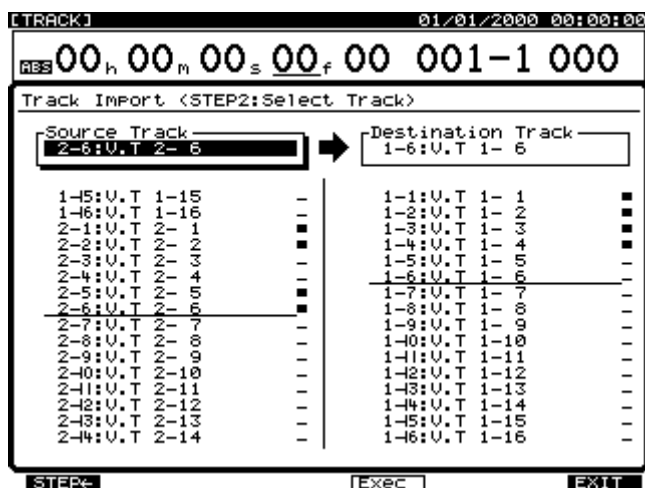 [TRACK] 01/01/2000 00:00:00
ABS 00h 00m 00s 00f 00 001-1 000
Track Import <STEP2:Select Track>
Source Track
2-6:V.T 2- 6
Destination Track
1-6:V.T 1- 6
1-15:V.T 1-15
1-16:V.T 1-16
2-1:V.T 2- 1
2-2:V.T 2- 2
2-3:V.T 2- 3
2-4:V.T 2- 4
2-5:V.T 2- 5
2-6:V.T 2- 6
2-7:V.T 2- 7
2-8:V.T 2- 8
2-9:V.T 2- 9
2-10:V.T 2-10
2-11:V.T 2-11
2-12:V.T 2-12
2-13:V.T 2-13
2-14:V.T 2-14
1-1:V.T 1- 1
1-2:V.T 1- 2
1-3:V.T 1- 3
1-4:V.T 1- 4
1-5:V.T 1- 5
1-6:V.T 1- 6
1-7:V.T 1- 7
1-8:V.T 1- 8
1-9:V.T 1- 9
1-10:V.T 1-10
1-11:V.T 1-11
1-12:V.T 1-12
1-13:V.T 1-13
1-14:V.T 1-14
1-15:V.T 1-15
1-16:V.T 1-16
STEP← Exec EXIT